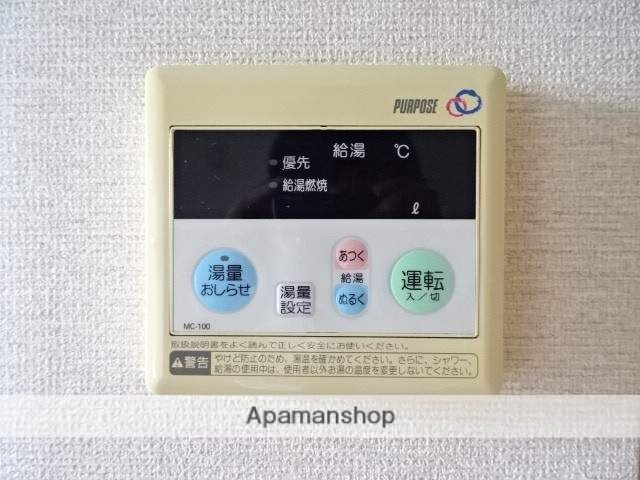 PURPOSE
給湯 ℃
優先
給湯燃焼
ℓ
湯量
おしらせ
湯量
設定
あつく
給湯
ぬるく
運転
入／切
MC-100
取扱説明書をよく読んで正しく安全にお使いください。
警告
やけど防止のため、湯温を確かめてください。さらに、シャワー、
給湯の使用中は、使用者以外お湯の温度を変更しないでください。
Apamanshop